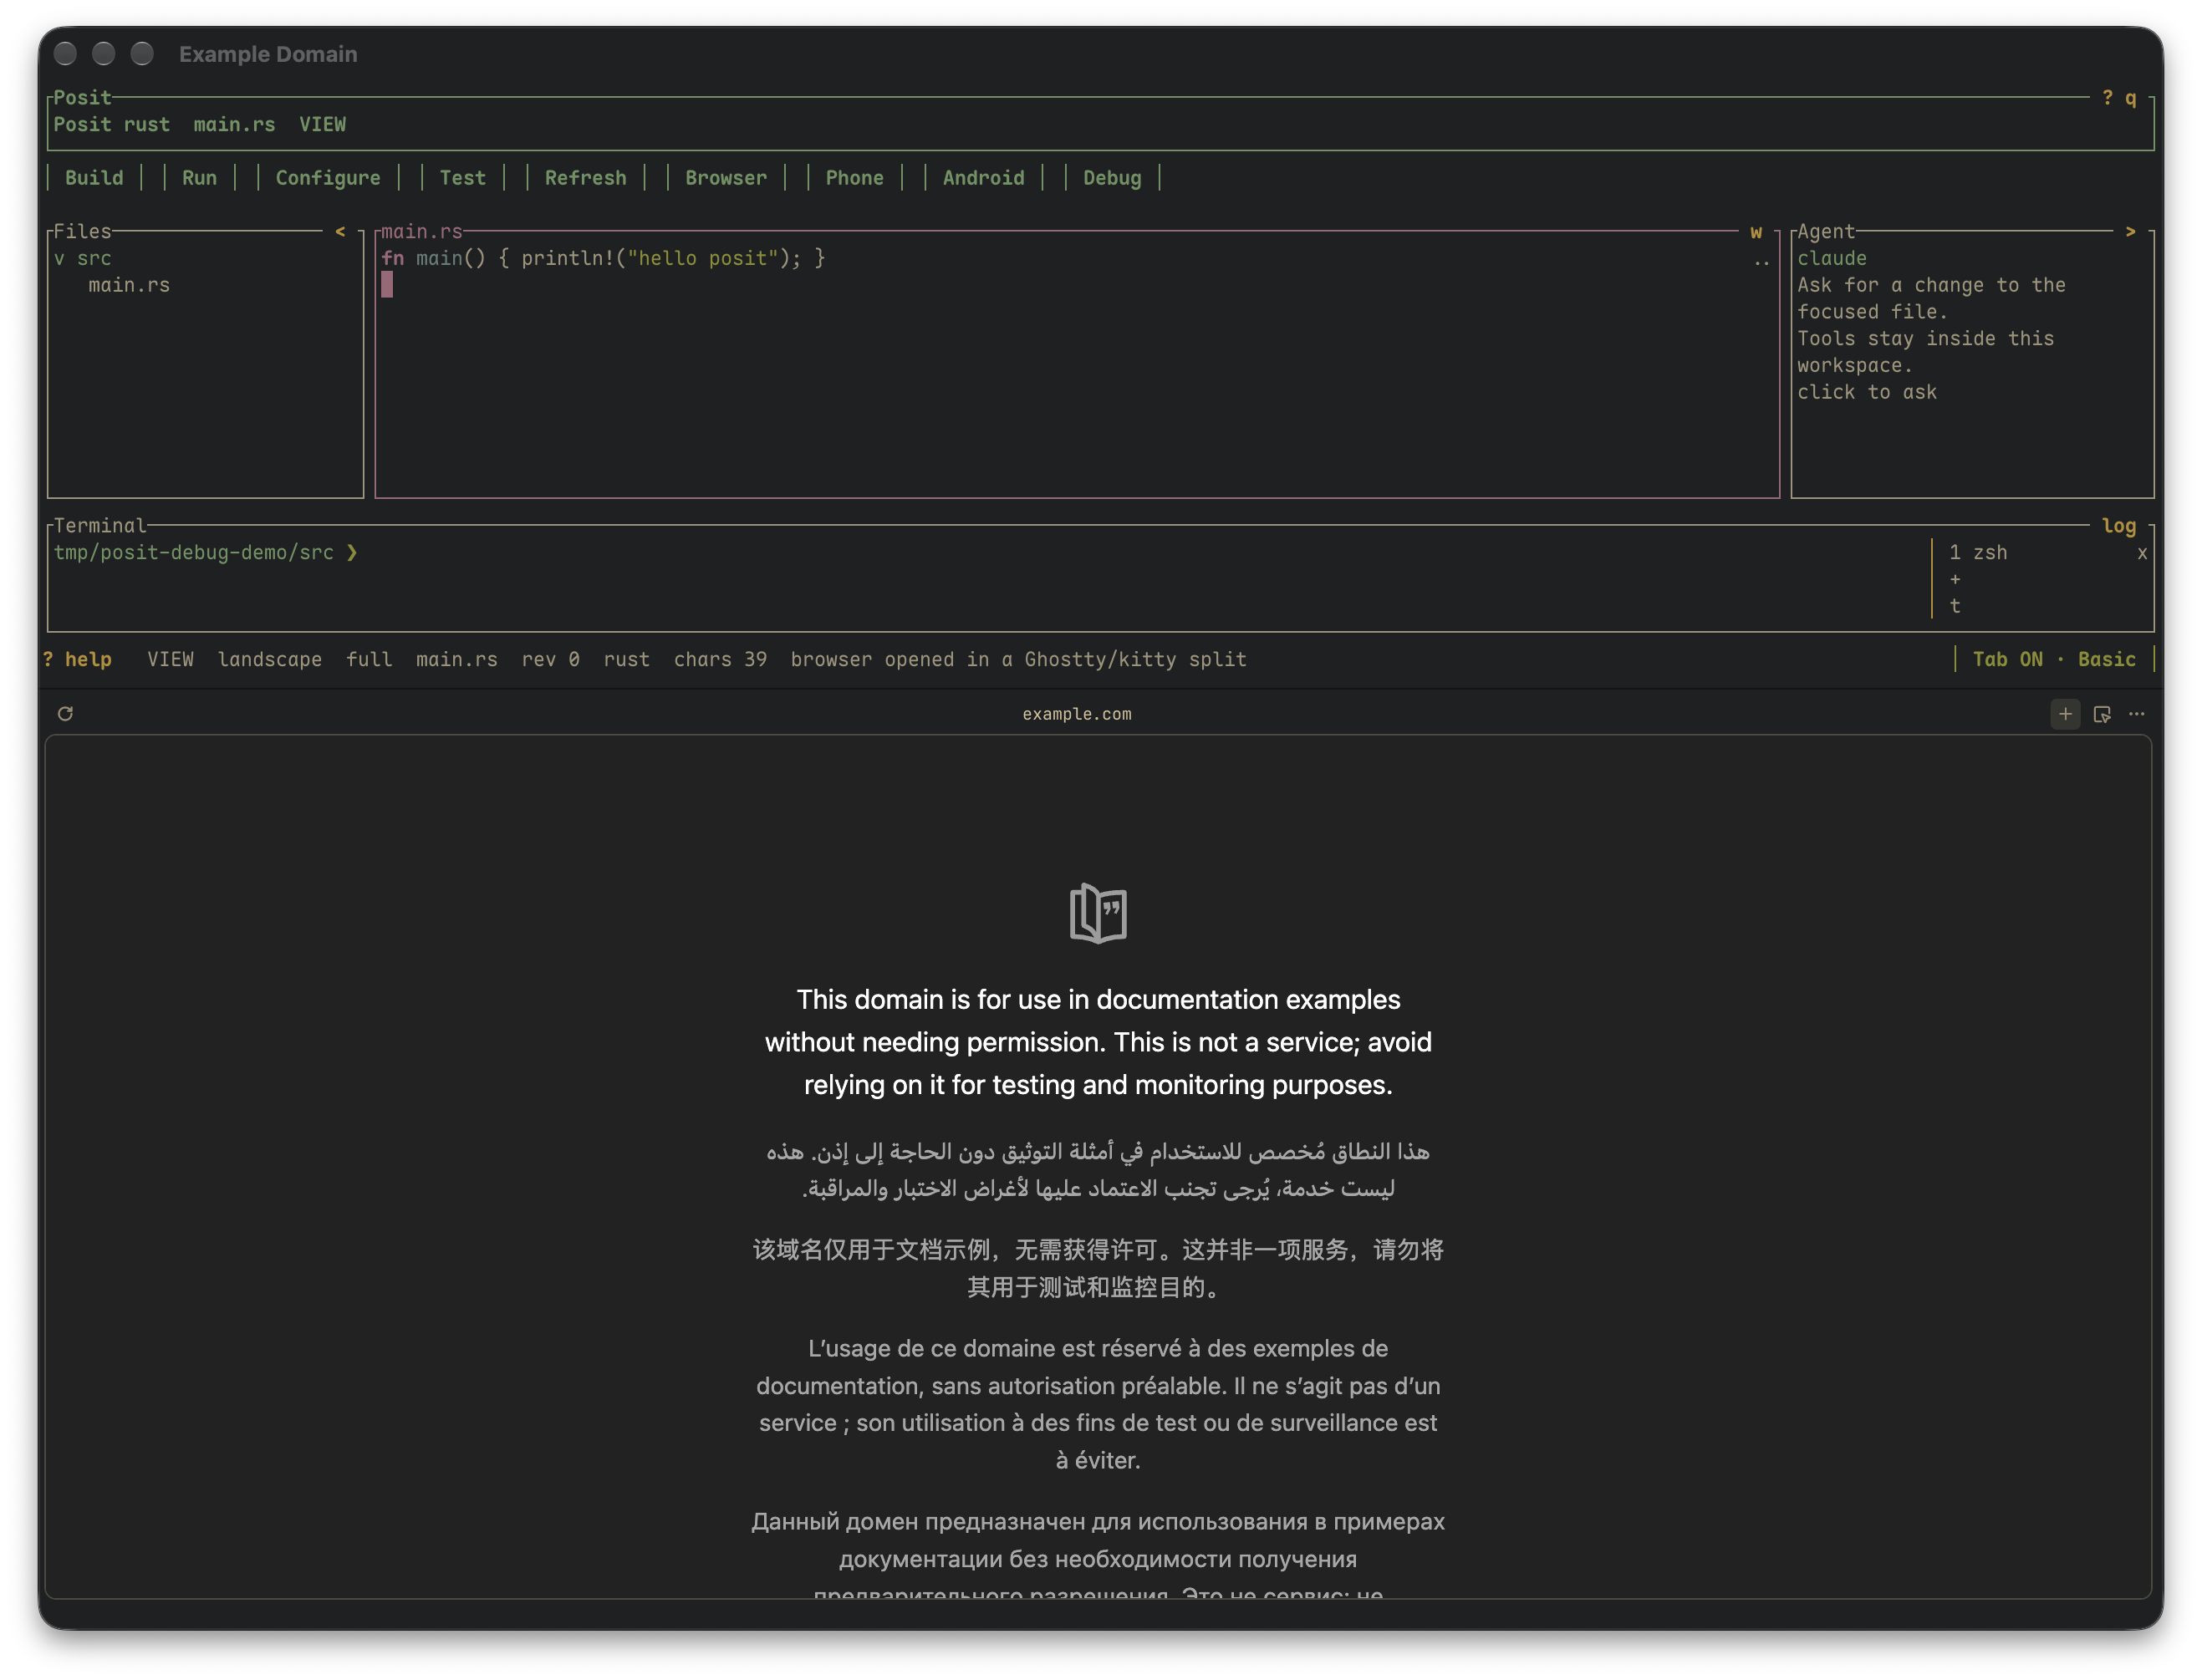 Example Domain
Posit ? q
Posit rust main.rs VIEW
Build Run Configure Test Refresh Browser Phone Android Debug
Files <
v src
main.rs
main.rs w
fn main() { println!("hello posit"); } ..
Agent >
claude
Ask for a change to the
focused file.
Tools stay inside this
workspace.
click to ask
Terminal log
tmp/posit-debug-demo/src ❯
1 zsh x
+
t
? help VIEW landscape full main.rs rev 0 rust chars 39 browser opened in a Ghostty/kitty split Tab ON · Basic
example.com
This domain is for use in documentation examples
without needing permission. This is not a service; avoid
relying on it for testing and monitoring purposes.
هذا النطاق مُخصص للاستخدام في أمثلة التوثيق دون الحاجة إلى إذن. هذه
ليست خدمة، يُرجى تجنب الاعتماد عليها لأغراض الاختبار والمراقبة.
该域名仅用于文档示例，无需获得许可。这并非一项服务，请勿将
其用于测试和监控目的。
L’usage de ce domaine est réservé à des exemples de
documentation, sans autorisation préalable. Il ne s’agit pas d’un
service ; son utilisation à des fins de test ou de surveillance est
à éviter.
Данный домен предназначен для использования в примерах
документации без необходимости получения
предварительного разрешения. Это не сервис; не